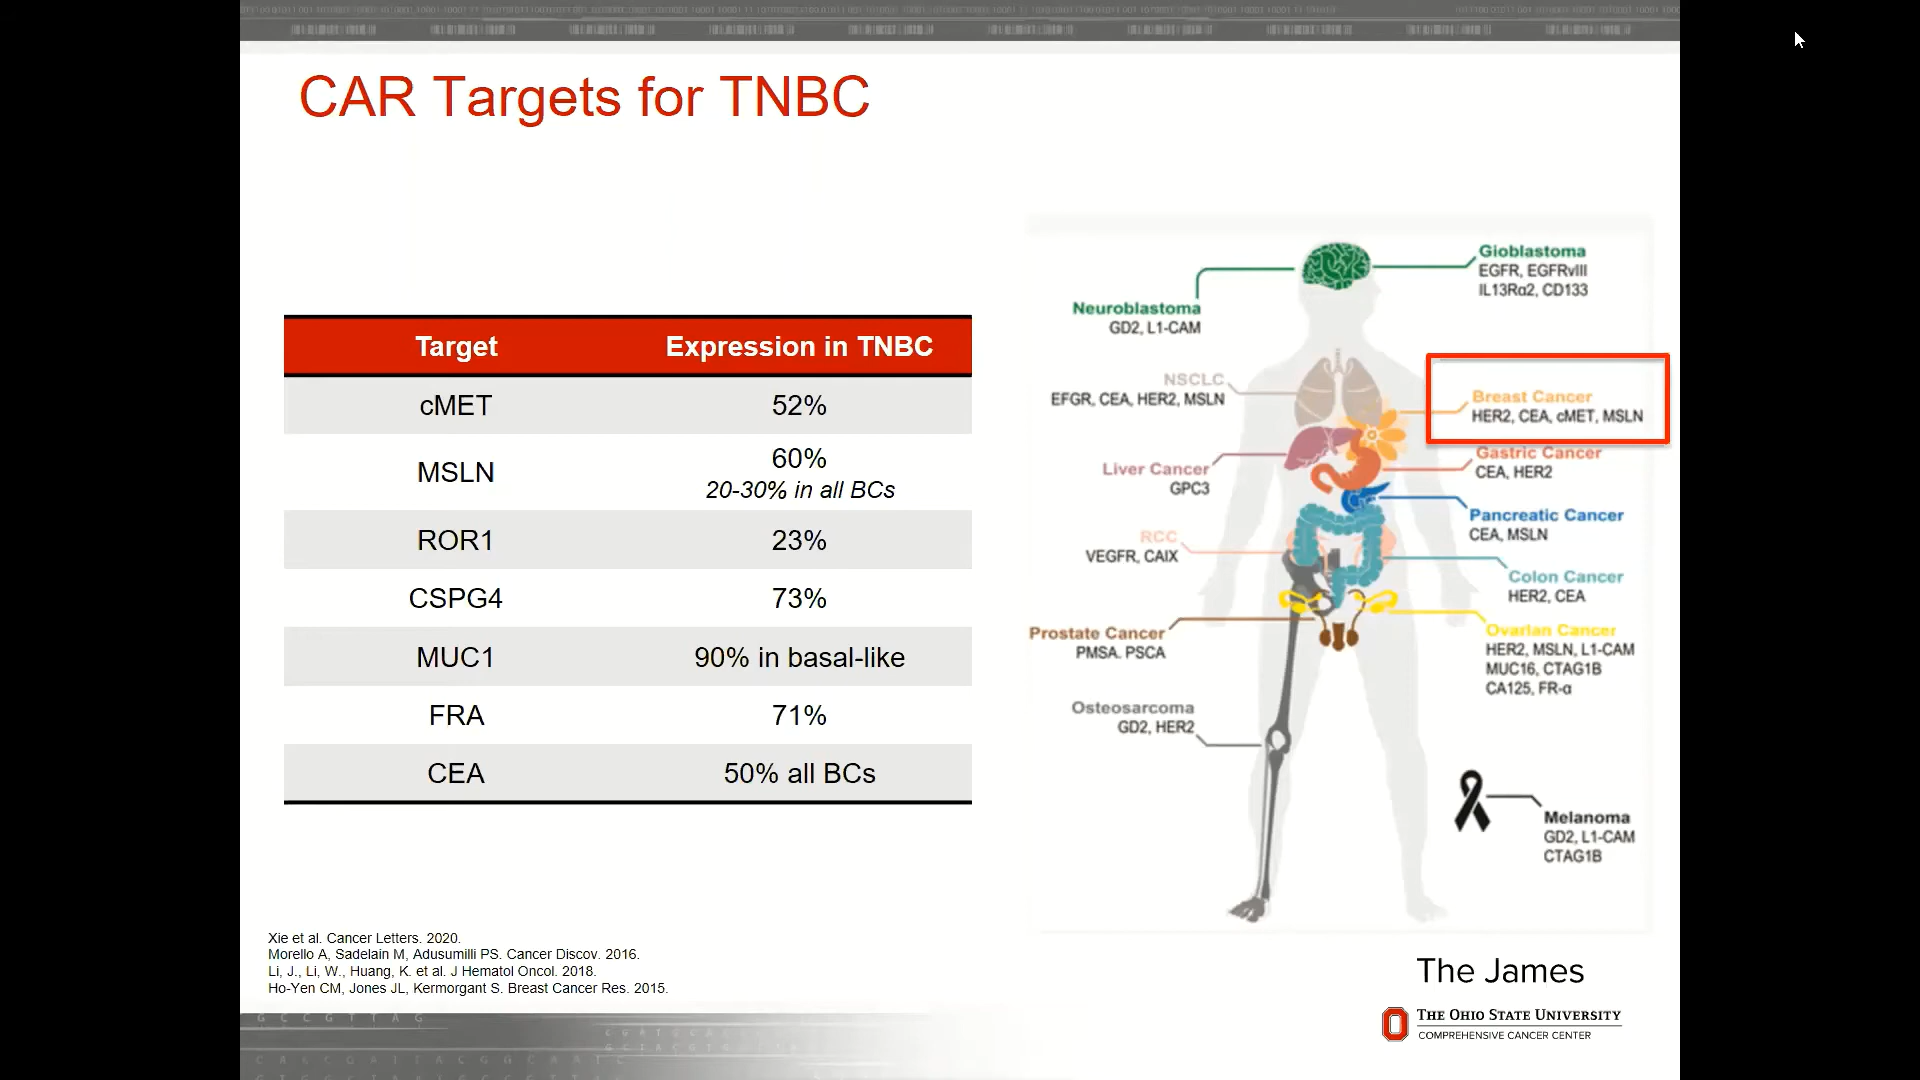 CAR Targets for TNBC
Target Expression in TNBC
cMET 52%
MSLN 60%
20-30% in all BCs
ROR1 23%
CSPG4 73%
MUC1 90% in basal-like
FRA 71%
CEA 50% all BCs
Gioblastoma
EGFR, EGFRvIII
IL13Rα2, CD133
Neuroblastoma
GD2, L1-CAM
NSCLC
EFGR, CEA, HER2, MSLN
Breast Cancer
HER2, CEA, cMET, MSLN
Liver Cancer
GPC3
Gastric Cancer
CEA, HER2
Pancreatic Cancer
CEA, MSLN
RCC
VEGFR, CAIX
Colon Cancer
HER2, CEA
Prostate Cancer
PMSA. PSCA
Ovarian Cancer
HER2, MSLN, L1-CAM
MUC16, CTAG1B
CA125, FR-α
Osteosarcoma
GD2, HER2
Melanoma
GD2, L1-CAM
CTAG1B
Xie et al. Cancer Letters. 2020.
Morello A, Sadelain M, Adusumilli PS. Cancer Discov. 2016.
Li, J., Li, W., Huang, K. et al. J Hematol Oncol. 2018.
Ho-Yen CM, Jones JL, Kermorgant S. Breast Cancer Res. 2015.
The James
THE OHIO STATE UNIVERSITY
COMPREHENSIVE CANCER CENTER
G C C G T T A G